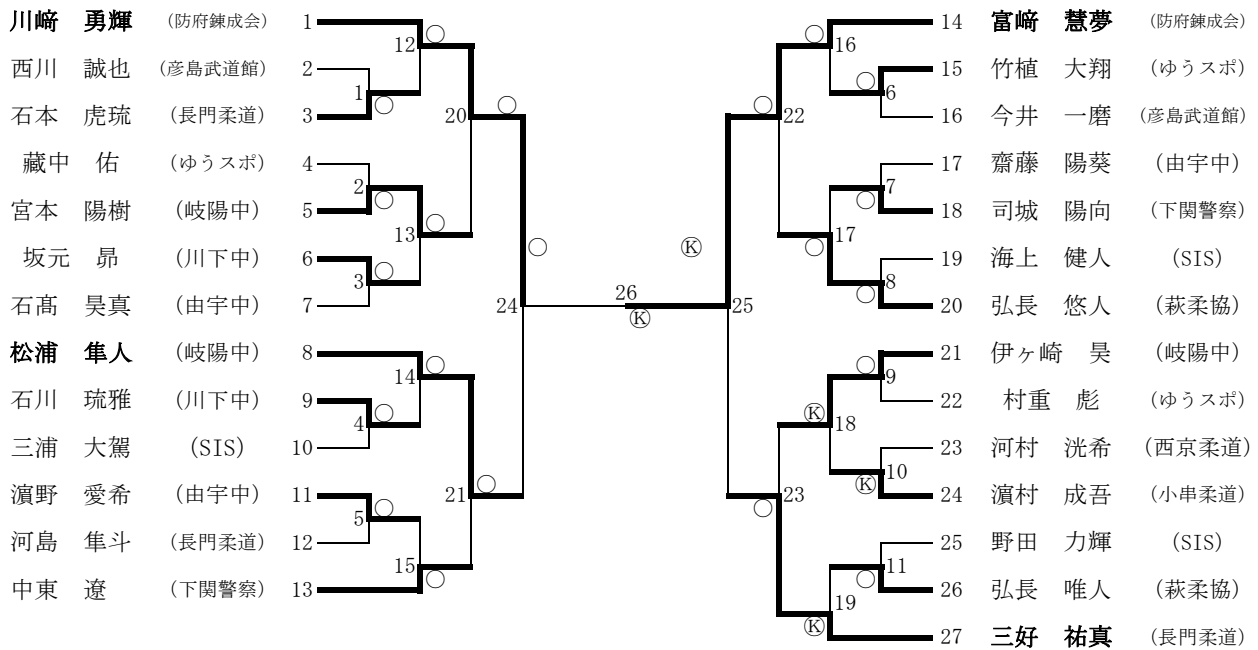 川﨑　勇輝　(防府錬成会)　1
西川　誠也　(彦島武道館)　2
石本　虎琉　(長門柔道)　3
藏中　佑　(ゆうスポ)　4
宮本　陽樹　(岐陽中)　5
坂元　昂　(川下中)　6
石髙　昊真　(由宇中)　7
松浦　隼人　(岐陽中)　8
石川　琉雅　(川下中)　9
三浦　大駕　(SIS)　10
濵野　愛希　(由宇中)　11
河島　隼斗　(長門柔道)　12
中東　遼　(下関警察)　13
12 ○
1 ○
20 ○
2 ○
13 ○
3 ○
24 ○
14 ○
4 ○
21 ○
5 ○
15 ○
26 Ⓚ
Ⓚ 25
○ 16
○ 6
○ 22
○ 7
○ 17
○ 8
○ 9
Ⓚ 18
Ⓚ 10
○ 23
○ 11
Ⓚ 19
14　富﨑　慧夢　(防府錬成会)
15　竹植　大翔　(ゆうスポ)
16　今井　一磨　(彦島武道館)
17　齋藤　陽葵　(由宇中)
18　司城　陽向　(下関警察)
19　海上　健人　(SIS)
20　弘長　悠人　(萩柔協)
21　伊ヶ崎　昊　(岐陽中)
22　村重　彪　(ゆうスポ)
23　河村　洸希　(西京柔道)
24　濵村　成吾　(小串柔道)
25　野田　力輝　(SIS)
26　弘長　唯人　(萩柔協)
27　三好　祐真　(長門柔道)